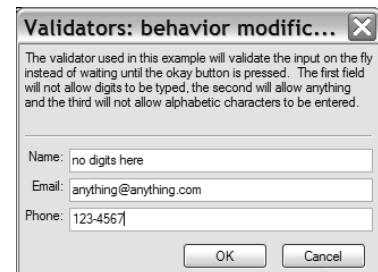 Validators: behavior modific...
The validator used in this example will validate the input on the fly
instead of waiting until the okay button is pressed. The first field
will not allow digits to be typed, the second will allow anything
and the third will not allow alphabetic characters to be entered.
Name: no digits here
Email: anything@anything.com
Phone: 123-4567
OK Cancel